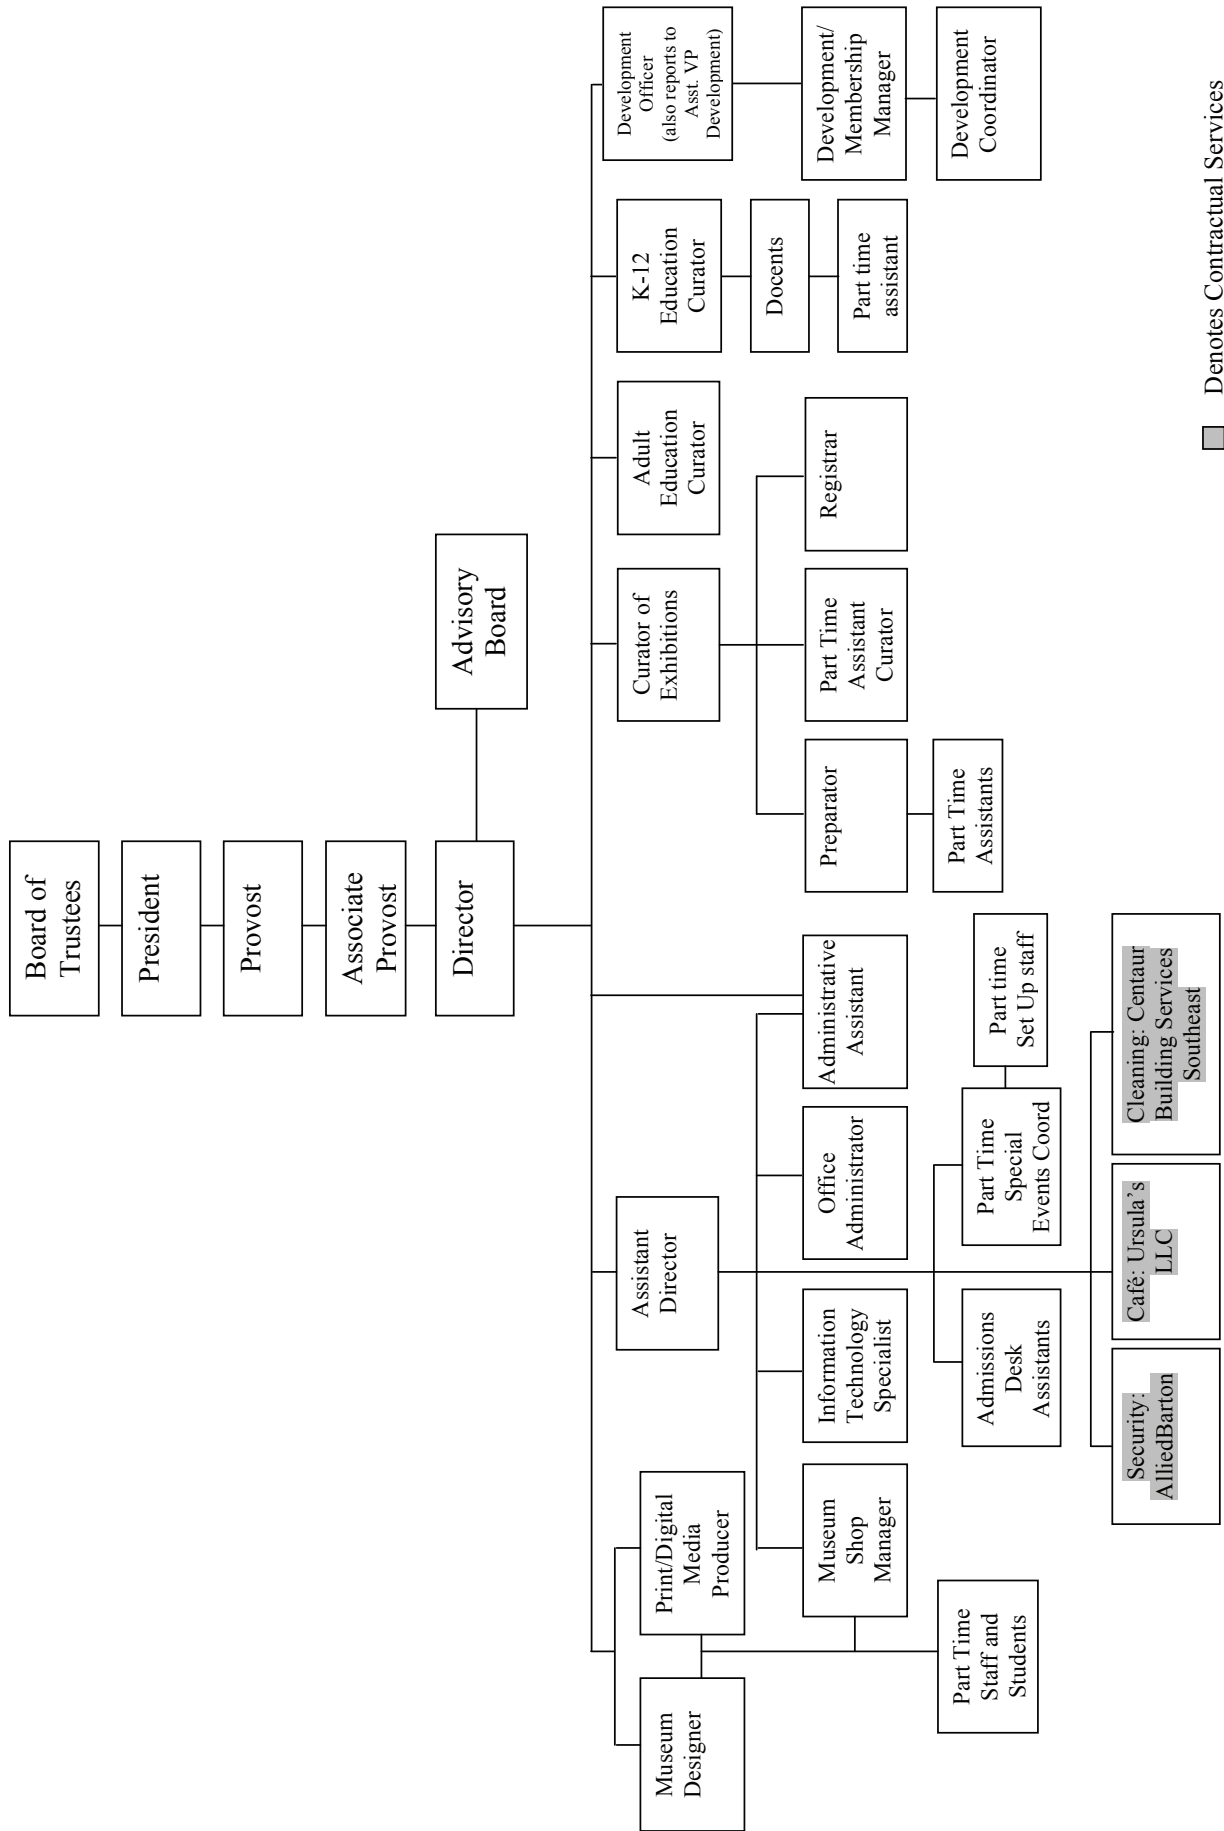 Board of
Trustees
President
Provost
Associate
Provost
Director
Advisory
Board
Museum
Designer
Print/Digital
Media
Producer
Assistant
Director
Curator of
Exhibitions
Adult
Education
Curator
K-12
Education
Curator
Development
Officer
(also reports to
Asst. VP
Development)
Museum
Shop
Manager
Information
Technology
Specialist
Office
Administrator
Administrative
Assistant
Preparator
Part Time
Assistant
Curator
Registrar
Docents
Development/
Membership
Manager
Part Time
Staff and
Students
Admissions
Desk
Assistants
Part Time
Special
Events Coord
Part time
Set Up staff
Part Time
Assistants
Part time
assistant
Development
Coordinator
Security:
AlliedBarton
Café: Ursula’s
LLC
Cleaning: Centaur
Building Services
Southeast
Denotes Contractual Services